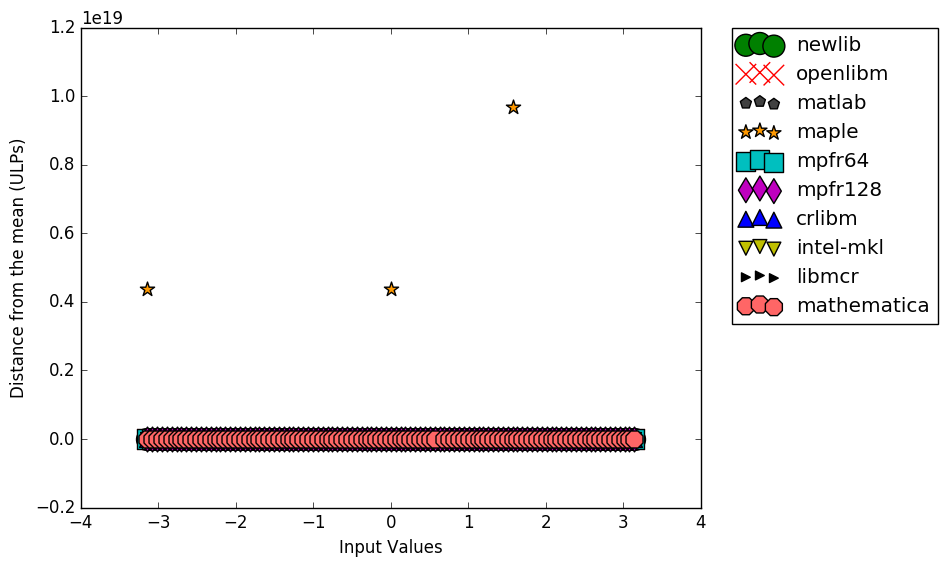 1e19
1.2
1.0
0.8
0.6
0.4
0.2
0.0
−0.2
Distance from the mean (ULPs)
−4
−3
−2
−1
0
1
2
3
4
Input Values
newlib
openlibm
matlab
maple
mpfr64
mpfr128
crlibm
intel-mkl
libmcr
mathematica